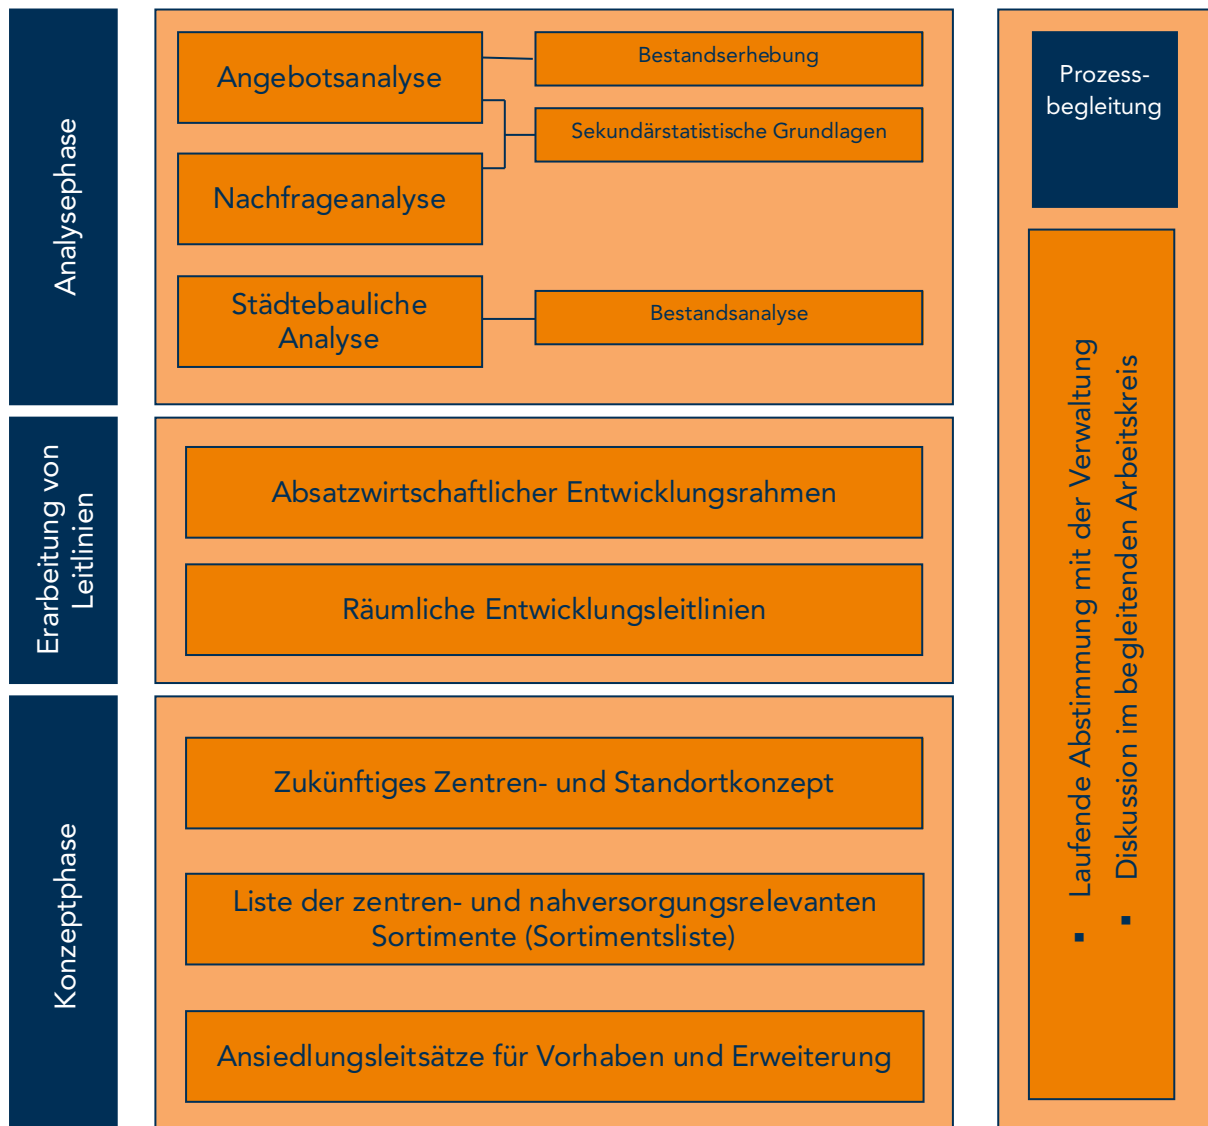 Analysephase
Angebotsanalyse
Bestandserhebung
Sekundärstatistische Grundlagen
Nachfrageanalyse
Städtebauliche
Analyse
Bestandsanalyse
Erarbeitung von
Leitlinien
Absatzwirtschaftlicher Entwicklungsrahmen
Räumliche Entwicklungsleitlinien
Konzeptphase
Zukünftiges Zentren- und Standortkonzept
Liste der zentren- und nahversorgungsrelevanten
Sortimente (Sortimentsliste)
Ansiedlungsleitsätze für Vorhaben und Erweiterung
Prozess-
begleitung
▪ Laufende Abstimmung mit der Verwaltung
▪ Diskussion im begleitenden Arbeitskreis